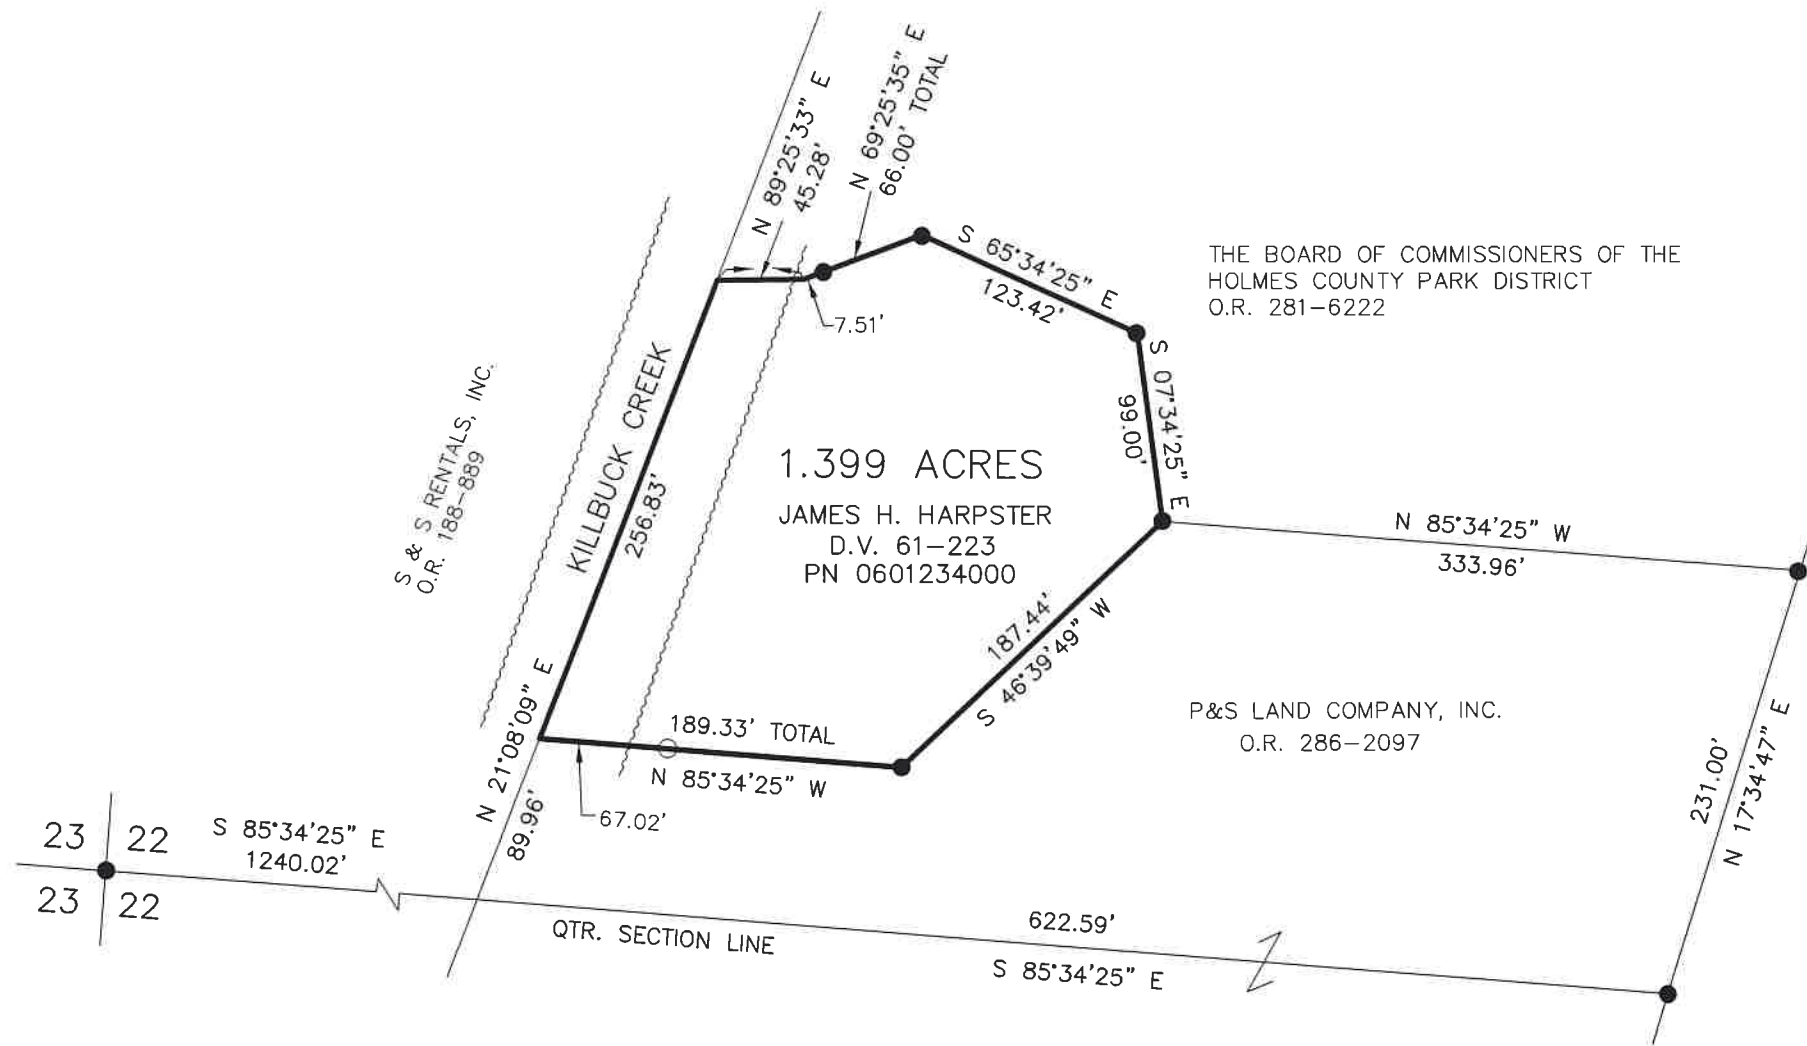 N 89°25'33" E
45.28'
N 69°25'35" E
66.00' TOTAL
S 65°34'25" E
123.42'
7.51'
THE BOARD OF COMMISSIONERS OF THE
HOLMES COUNTY PARK DISTRICT
O.R. 281-6222
S 07°34'25" E
99.00'
S & S RENTALS, INC.
O.R. 188-889
KILLBUCK CREEK
256.83'
1.399 ACRES
JAMES H. HARPSTER
D.V. 61-223
PN 0601234000
N 85°34'25" W
333.96'
187.44'
S 46°39'49" W
P&S LAND COMPANY, INC.
O.R. 286-2097
231.00'
N 17°34'47" E
N 21°08'09" E
89.96'
189.33' TOTAL
N 85°34'25" W
67.02'
23 22
23 22
S 85°34'25" E
1240.02'
QTR. SECTION LINE
622.59'
S 85°34'25" E